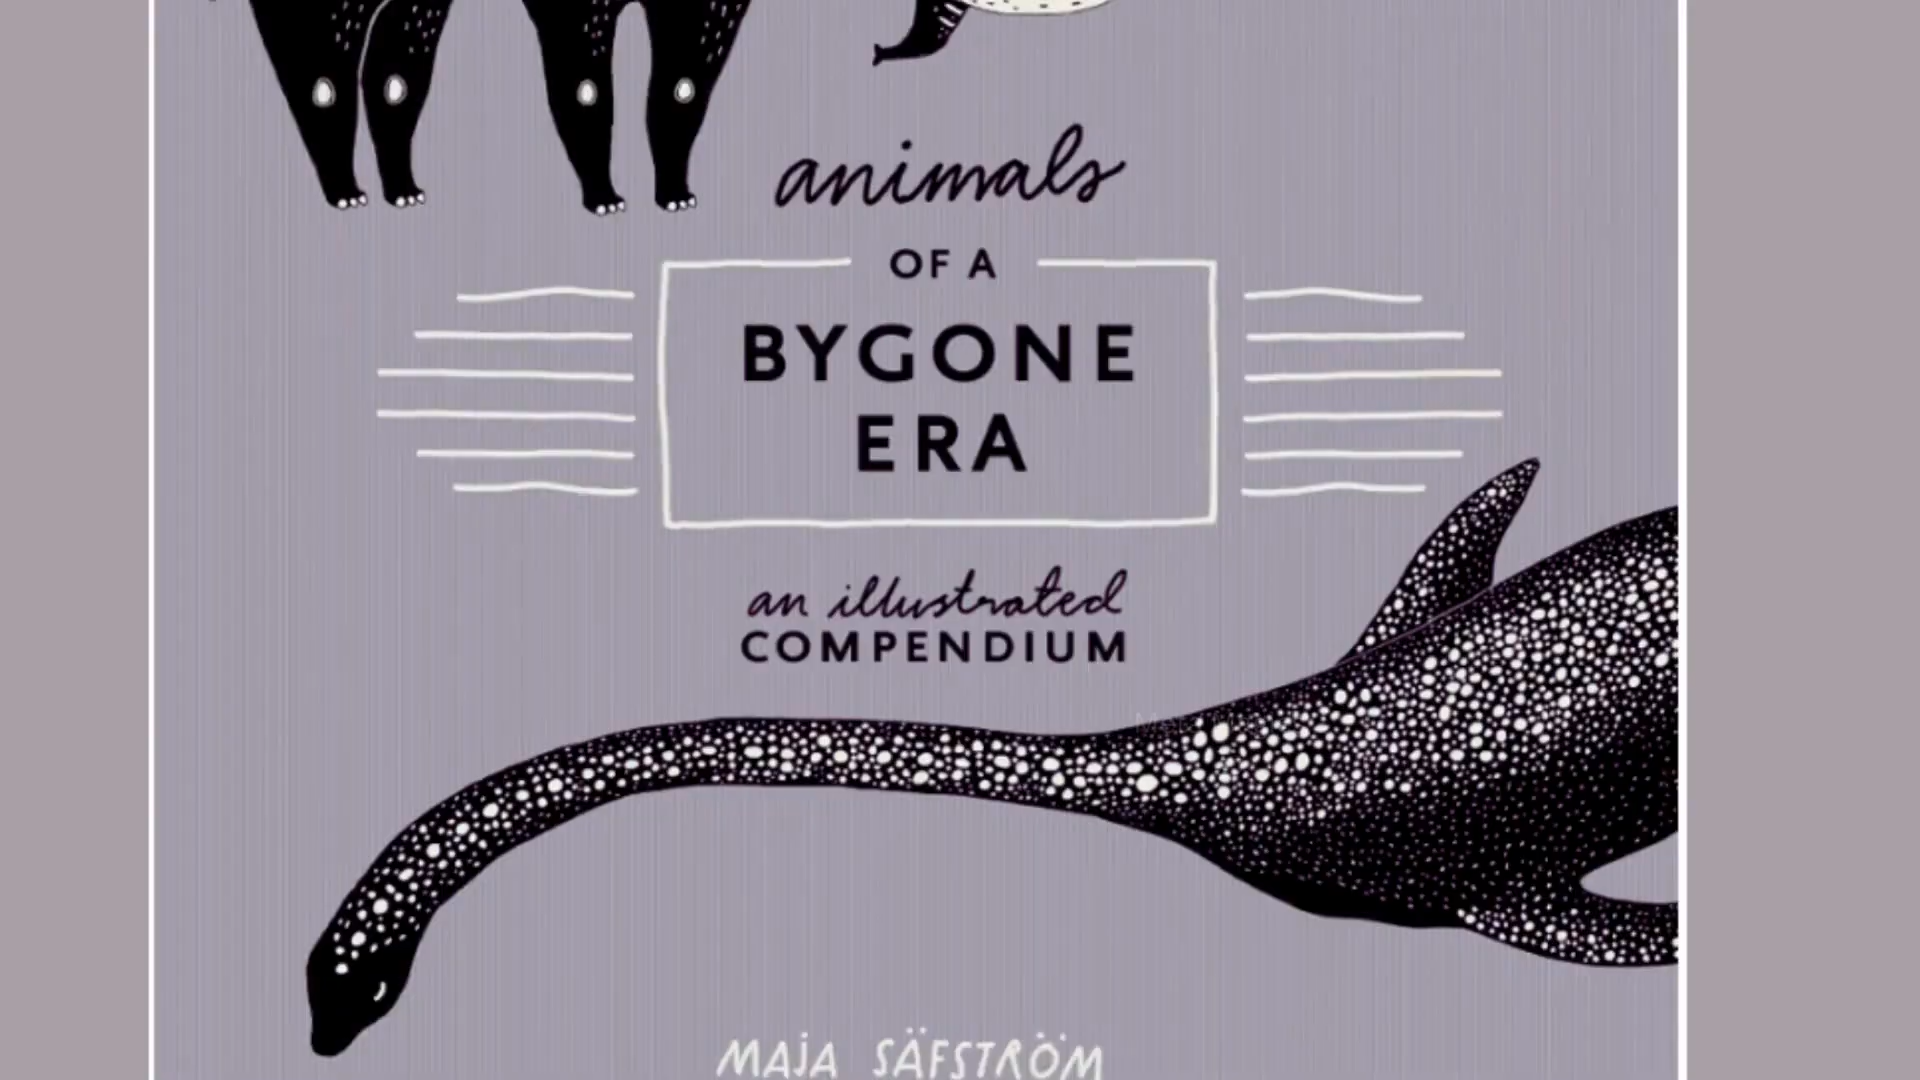 animals
OF A
BYGONE
ERA
an illustrated
COMPENDIUM
MAJA SÄFSTRÖM